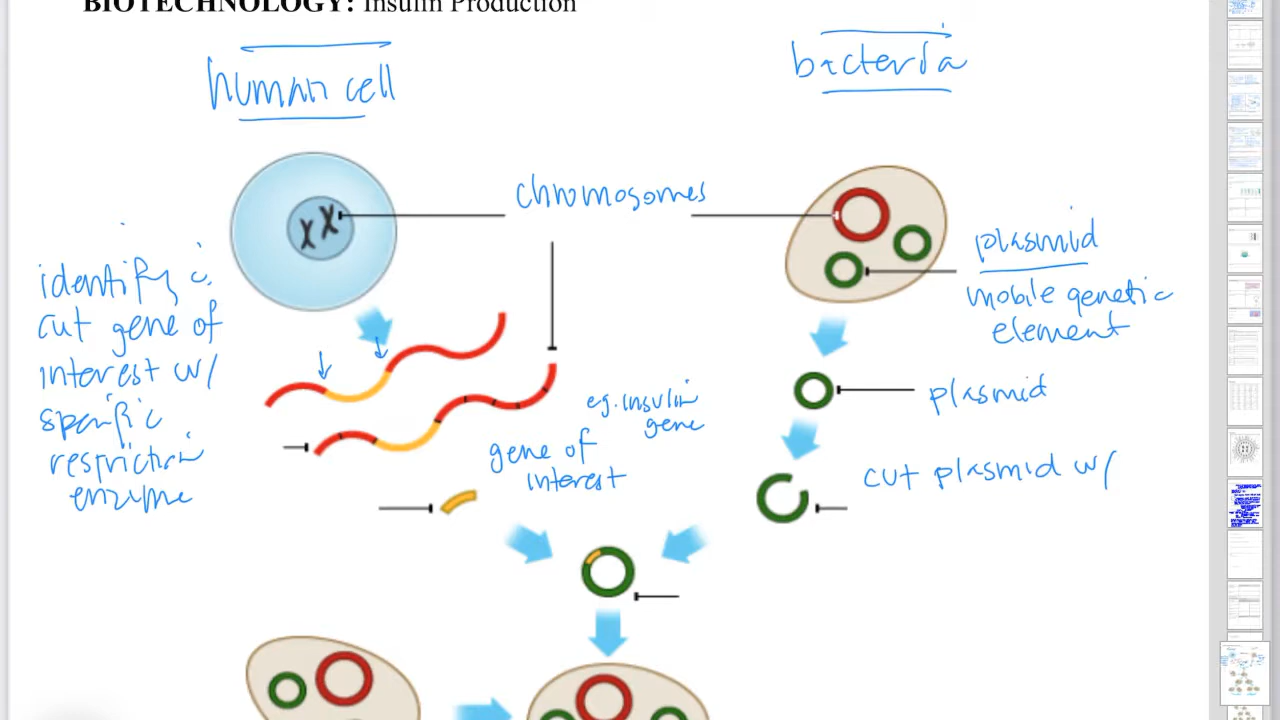 BIOTECHNOLOGY: Insulin Production
human cell
bacteria
chromosomes
plasmid
mobile genetic
element
identify &
cut gene of
interest w/
specific
restriction
enzyme
e.g. insulin
gene
gene of
interest
plasmid
cut plasmid w/